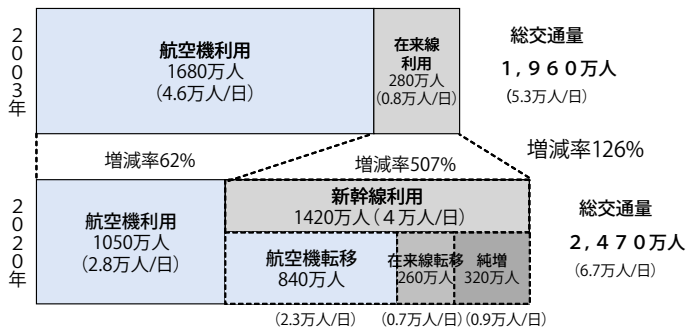 2003年
航空機利用
1680万人
(4.6万人/日)
在来線
利用
280万人
(0.8万人/日)
総交通量
1,960万人
(5.3万人/日)
増減率62%
増減率507%
増減率126%
2020年
航空機利用
1050万人
(2.8万人/日)
新幹線利用
1420万人(4万人/日)
航空機転移
840万人
在来線転移
260万人
純増
320万人
総交通量
2,470万人
(6.7万人/日)
(2.3万人/日)
(0.7万人/日)
(0.9万人/日)